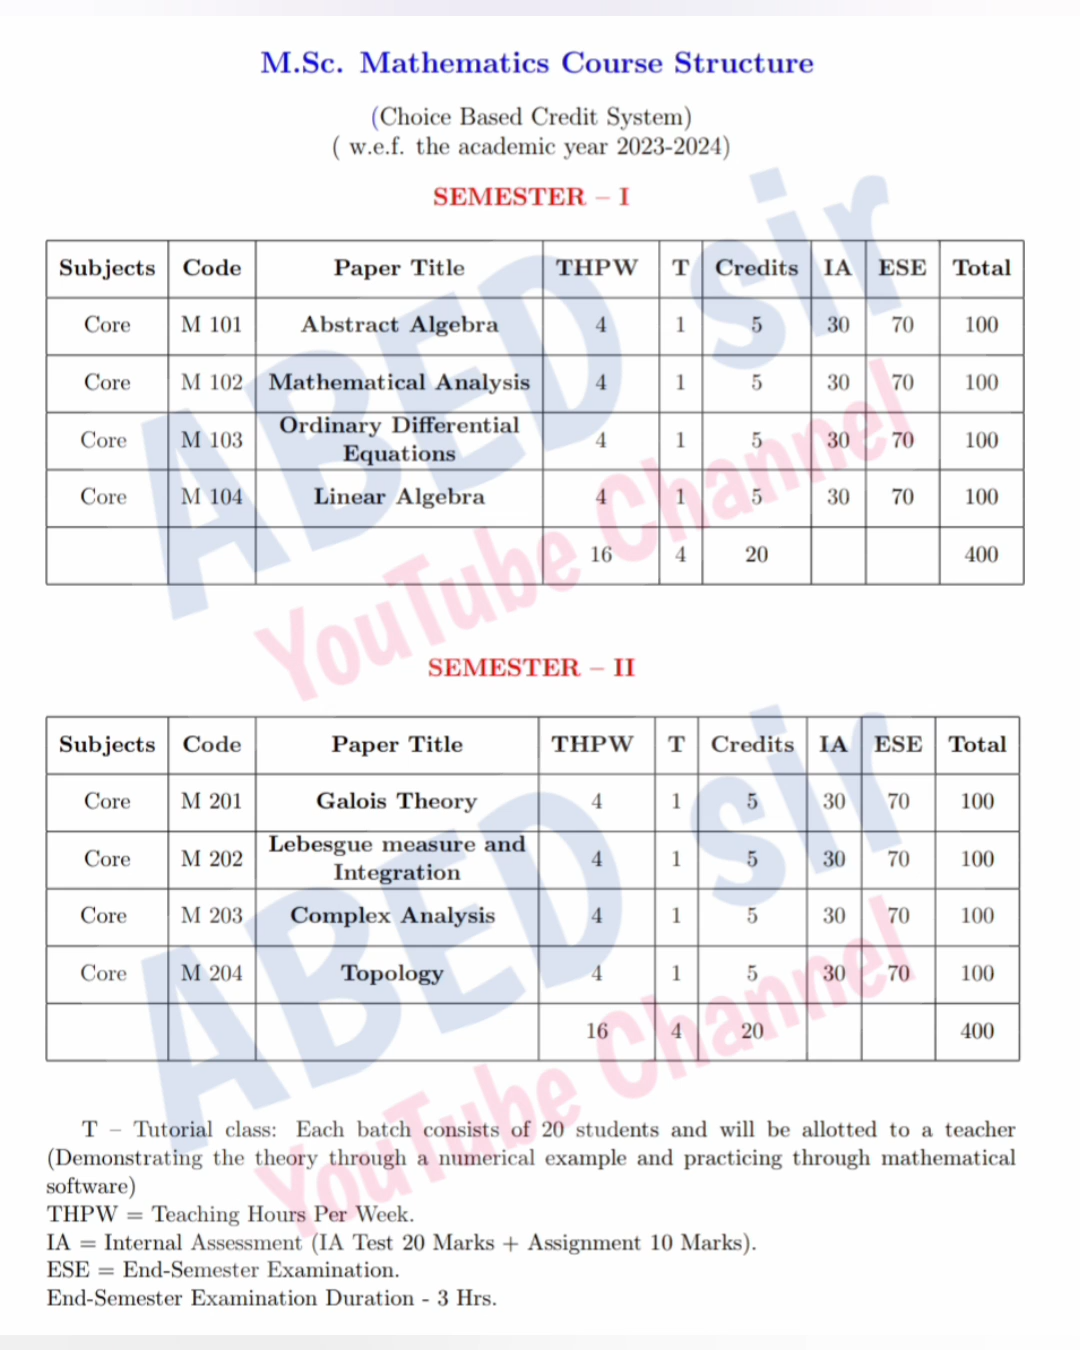 M.Sc. Mathematics Course Structure
(Choice Based Credit System)
( w.e.f. the academic year 2023-2024)
SEMESTER – I
Subjects Code Paper Title THPW T Credits IA ESE Total
Core M 101 Abstract Algebra 4 1 5 30 70 100
Core M 102 Mathematical Analysis 4 1 5 30 70 100
Core M 103 Ordinary Differential Equations 4 1 5 30 70 100
Core M 104 Linear Algebra 4 1 5 30 70 100
16 4 20 400
ABED sir
YouTube Channel
SEMESTER – II
Subjects Code Paper Title THPW T Credits IA ESE Total
Core M 201 Galois Theory 4 1 5 30 70 100
Core M 202 Lebesgue measure and Integration 4 1 5 30 70 100
Core M 203 Complex Analysis 4 1 5 30 70 100
Core M 204 Topology 4 1 5 30 70 100
16 4 20 400
ABED sir
YouTube Channel
T – Tutorial class: Each batch consists of 20 students and will be allotted to a teacher
(Demonstrating the theory through a numerical example and practicing through mathematical
software)
THPW = Teaching Hours Per Week.
IA = Internal Assessment (IA Test 20 Marks + Assignment 10 Marks).
ESE = End-Semester Examination.
End-Semester Examination Duration - 3 Hrs.